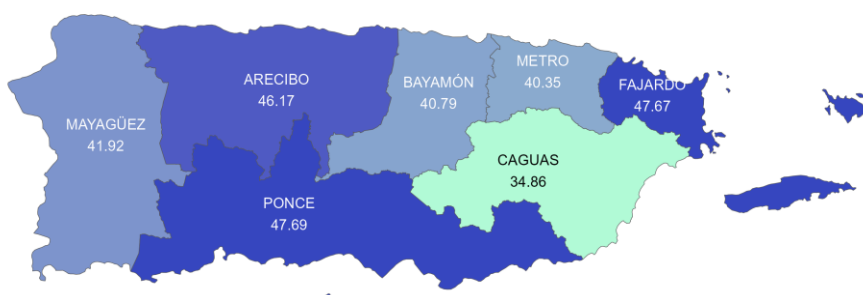 METRO
40.35
ARECIBO
46.17
BAYAMÓN
40.79
FAJARDO
47.67
MAYAGÜEZ
41.92
CAGUAS
34.86
PONCE
47.69